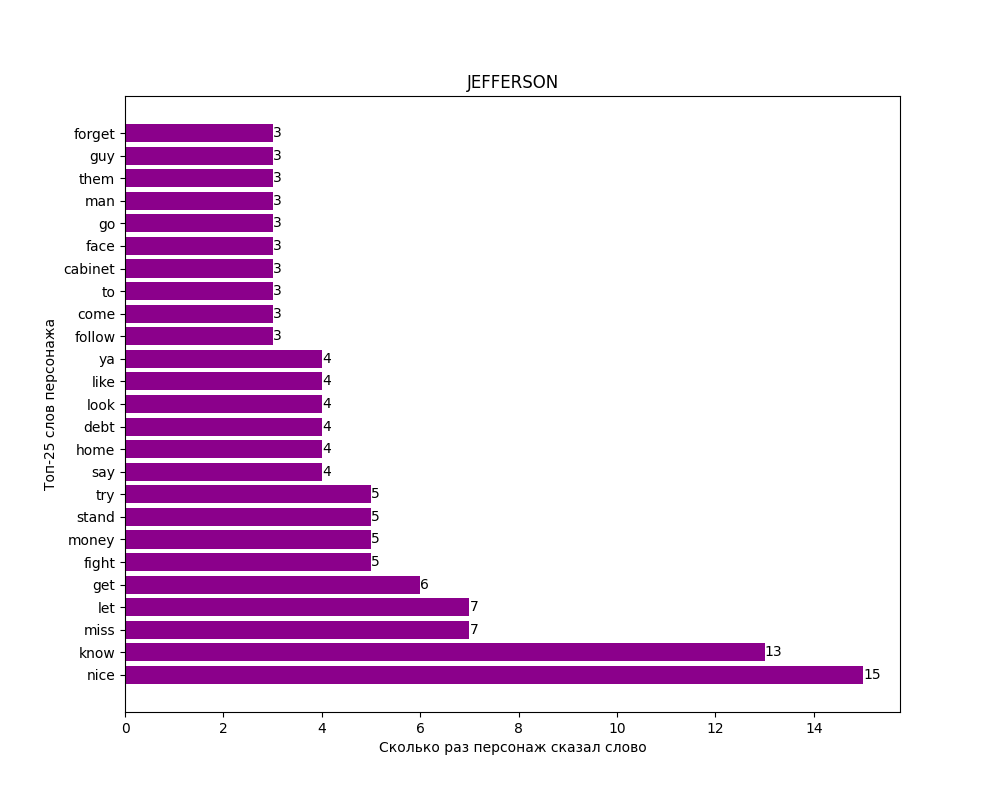 JEFFERSON
Топ-25 слов персонажа
forget 3
guy 3
them 3
man 3
go 3
face 3
cabinet 3
to 3
come 3
follow 3
ya 4
like 4
look 4
debt 4
home 4
say 4
try 5
stand 5
money 5
fight 5
get 6
let 7
miss 7
know 13
nice 15
0 2 4 6 8 10 12 14
Сколько раз персонаж сказал слово